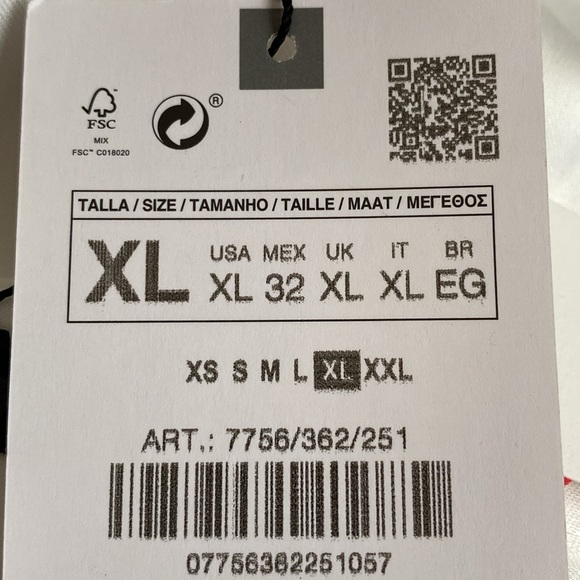 FSC
MIX
FSC™ C018020
®
TALLA / SIZE / TAMANHO / TAILLE / MAAT / ΜΕΓΕΘΟΣ
XL
USA MEX UK IT BR
XL 32 XL XL EG
XS S M L XL XXL
ART.: 7756/362/251
07756362251057